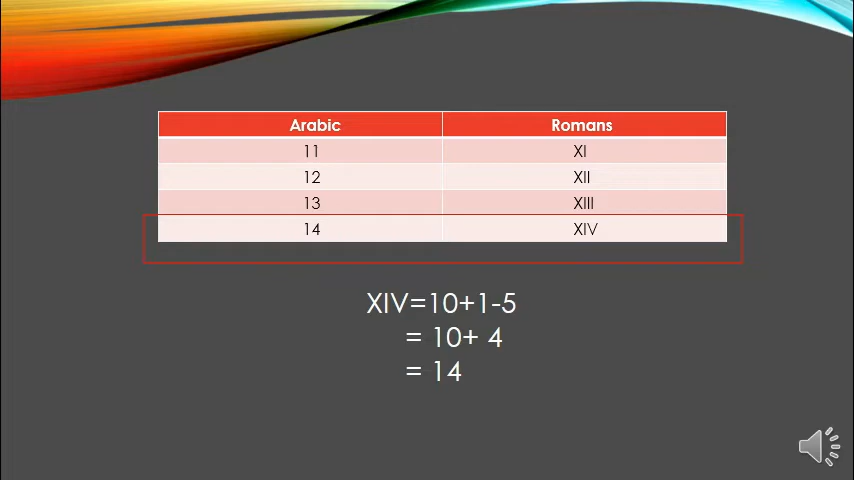 Arabic Romans
11 XI
12 XII
13 XIII
14 XIV
XIV=10+1-5
= 10+ 4
= 14